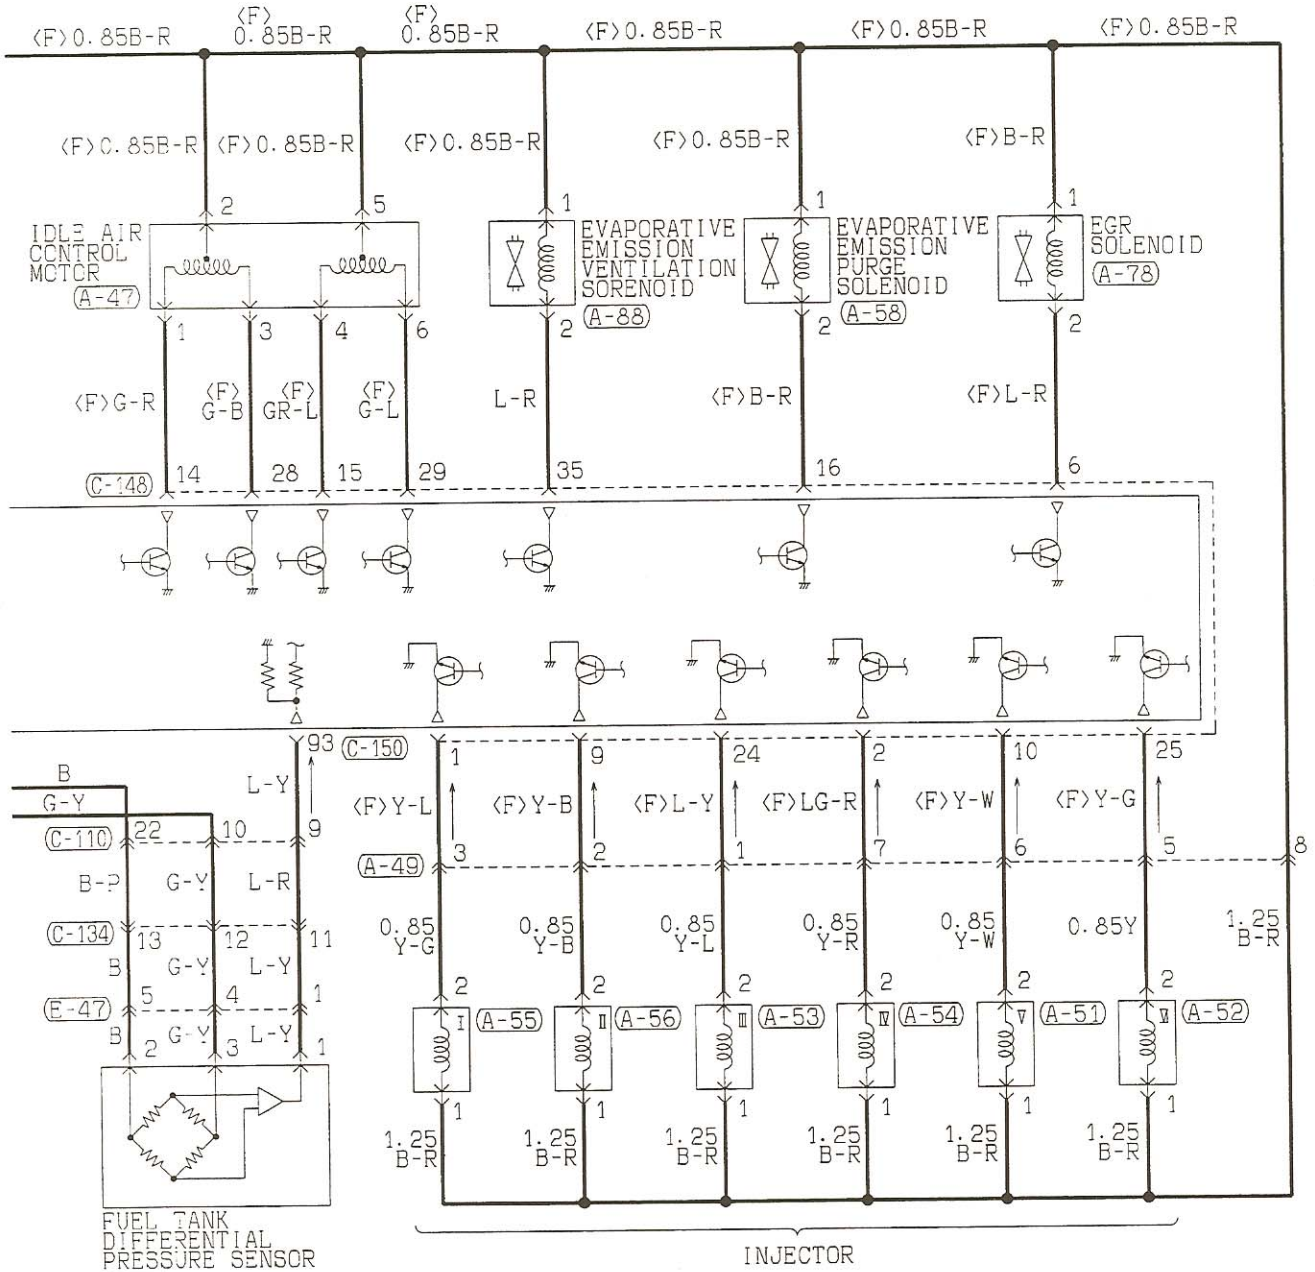 ⟨F⟩0.85B-R
⟨F⟩
0.85B-R
⟨F⟩
0.85B-R
⟨F⟩0.85B-R
⟨F⟩0.85B-R
⟨F⟩0.85B-R
⟨F⟩C.85B-R
⟨F⟩0.85B-R
⟨F⟩0.85B-R
⟨F⟩0.85B-R
⟨F⟩B-R
2
5
1
1
1
IDLE AIR
CONTROL
MOTOR
A-47
EVAPORATIVE
EMISSION
VENTILATION
SORENOID
A-88
EVAPORATIVE
EMISSION
PURGE
SOLENOID
A-58
EGR
SOLENOID
A-78
1
3
4
6
2
2
2
⟨F⟩G-R
⟨F⟩
G-B
⟨F⟩
GR-L
⟨F⟩
G-L
L-R
⟨F⟩B-R
⟨F⟩L-R
C-148
14
28
15
29
35
16
6
93
C-150
1
9
24
2
10
25
B
G-Y
L-Y
⟨F⟩Y-L
⟨F⟩Y-B
⟨F⟩L-Y
⟨F⟩LG-R
⟨F⟩Y-W
⟨F⟩Y-G
C-110
22
10
9
A-49
3
2
1
7
6
5
8
B-P
G-Y
L-R
C-134
13
12
11
0.85
Y-G
0.85
Y-B
0.85
Y-L
0.85
Y-R
0.85
Y-W
0.85Y
1.25
B-R
B
G-Y
L-Y
E-47
5
4
1
2
2
2
2
2
2
B
2
G-Y
3
L-Y
1
I
A-55
II
A-56
III
A-53
IV
A-54
V
A-51
VI
A-52
1
1
1
1
1
1
1.25
B-R
1.25
B-R
1.25
B-R
1.25
B-R
1.25
B-R
1.25
B-R
FUEL TANK
DIFFERENTIAL
PRESSURE SENSOR
INJECTOR